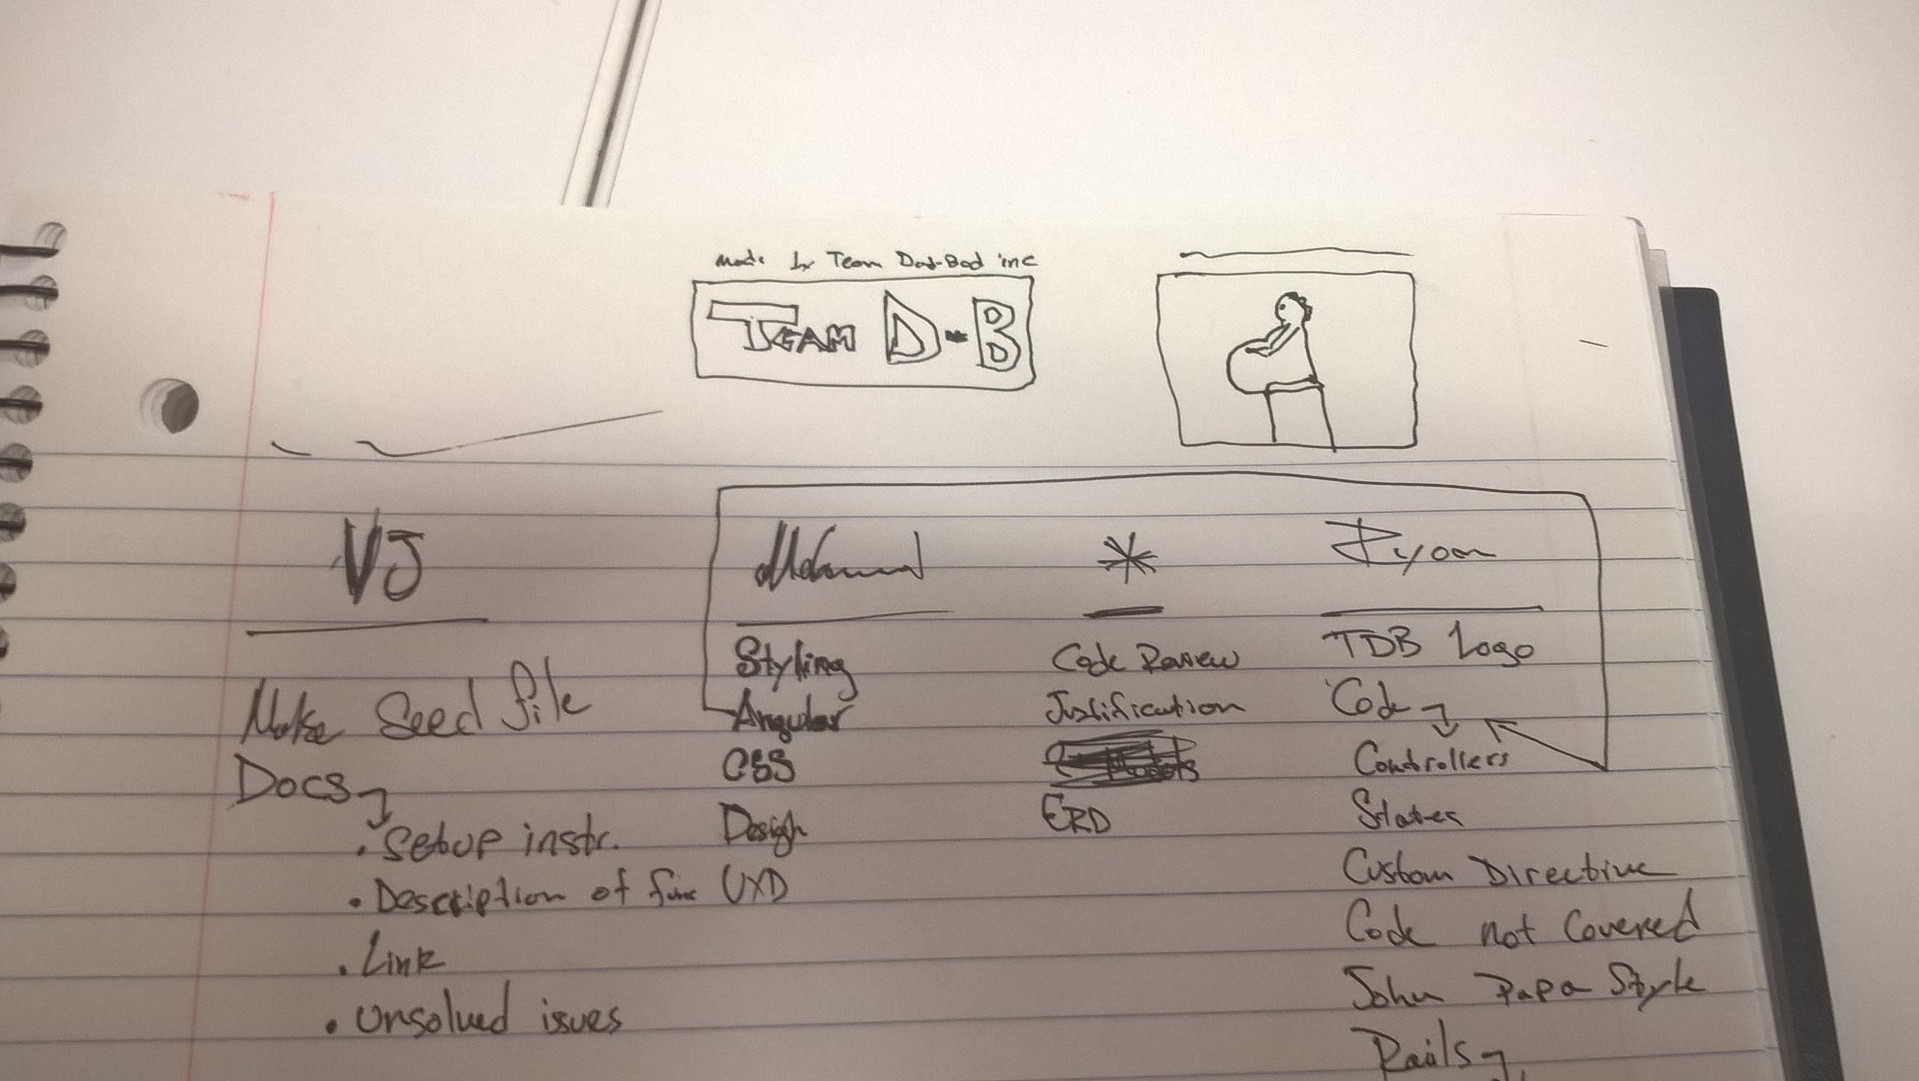 Made by Team Dad-Bod inc
TEAM D-B
VJ
Make Seed file
Docs
• Setup instr.
• Description of func
• Link
• Unsolved issues
Styling
Angular
CSS
Design
UXD
*
Code Review
Justification
ERD
Ryan
TDB Logo
Code
Controllers
States
Custom Directive
Code not Covered
John Papa Style
Rails